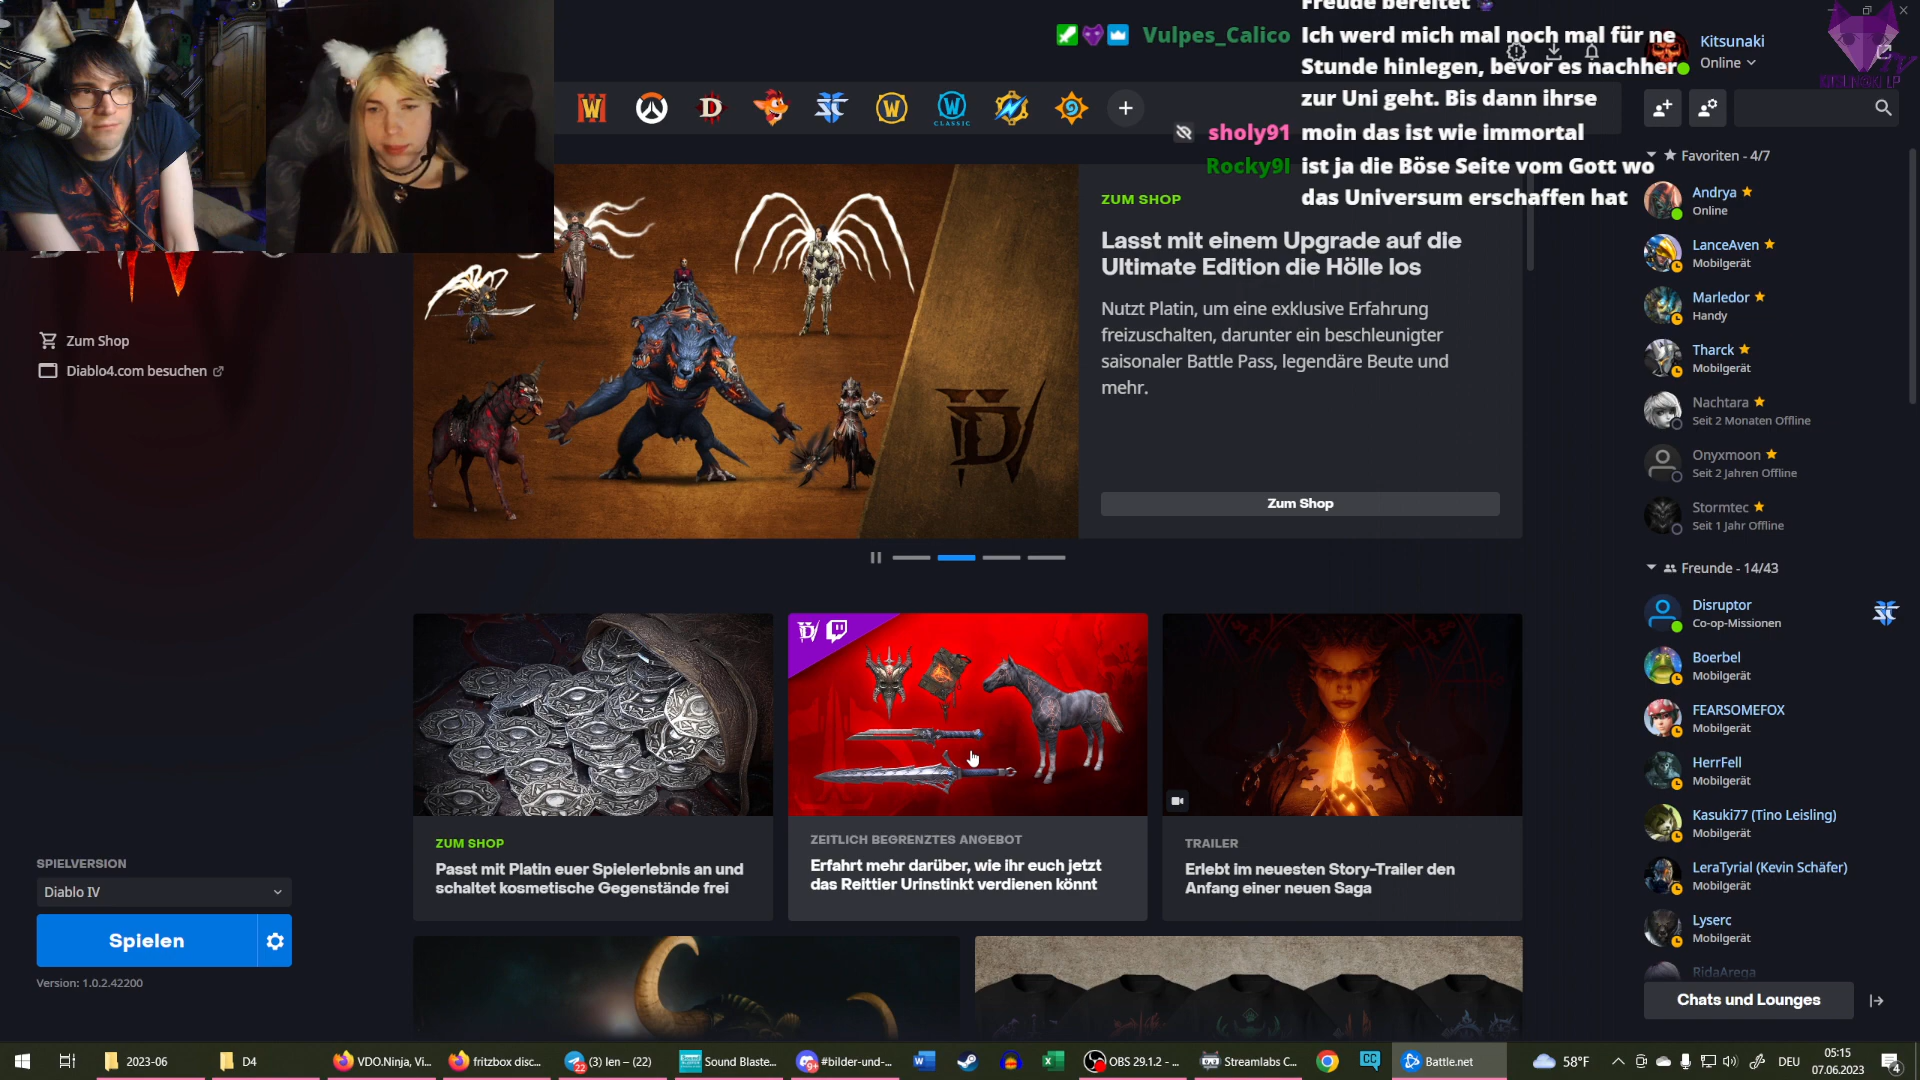 Freude bereitet
Vulpes_Calico Ich werd mich mal noch mal für ne
Stunde hinlegen, bevor es nachher
zur Uni geht. Bis dann ihrse
sholy91 moin das ist wie immortal
Rocky9I ist ja die Böse Seite vom Gott wo
das Universum erschaffen hat
Kitsunaki
Online
CLASSIC
Zum Shop
Diablo4.com besuchen
ZUM SHOP
Lasst mit einem Upgrade auf die
Ultimate Edition die Hölle los
Nutzt Platin, um eine exklusive Erfahrung
freizuschalten, darunter ein beschleunigter
saisonaler Battle Pass, legendäre Beute und
mehr.
Zum Shop
ZUM SHOP
Passt mit Platin euer Spielerlebnis an und
schaltet kosmetische Gegenstände frei
ZEITLICH BEGRENZTES ANGEBOT
Erfahrt mehr darüber, wie ihr euch jetzt
das Reittier Urinstinkt verdienen könnt
TRAILER
Erlebt im neuesten Story-Trailer den
Anfang einer neuen Saga
SPIELVERSION
Diablo IV
Spielen
Version: 1.0.2.42200
Favoriten - 4/7
Andrya
Online
LanceAven
Mobilgerät
Marledor
Handy
Tharck
Mobilgerät
Nachtara
Seit 2 Monaten Offline
Onyxmoon
Seit 2 Jahren Offline
Stormtec
Seit 1 Jahr Offline
Freunde - 14/43
Disruptor
Co-op-Missionen
Boerbel
Mobilgerät
FEARSOMEFOX
Mobilgerät
HerrFell
Mobilgerät
Kasuki77 (Tino Leisling)
Mobilgerät
LeraTyrial (Kevin Schäfer)
Mobilgerät
Lyserc
Mobilgerät
RidaArega
Chats und Lounges
2023-06
D4
VDO.Ninja, Vi...
fritzbox disc...
(3) len – (22)
Sound Blaste...
#bilder-und-...
OBS 29.1.2 - ...
Streamlabs C...
Battle.net
58°F
DEU
05:15
07.06.2023
4